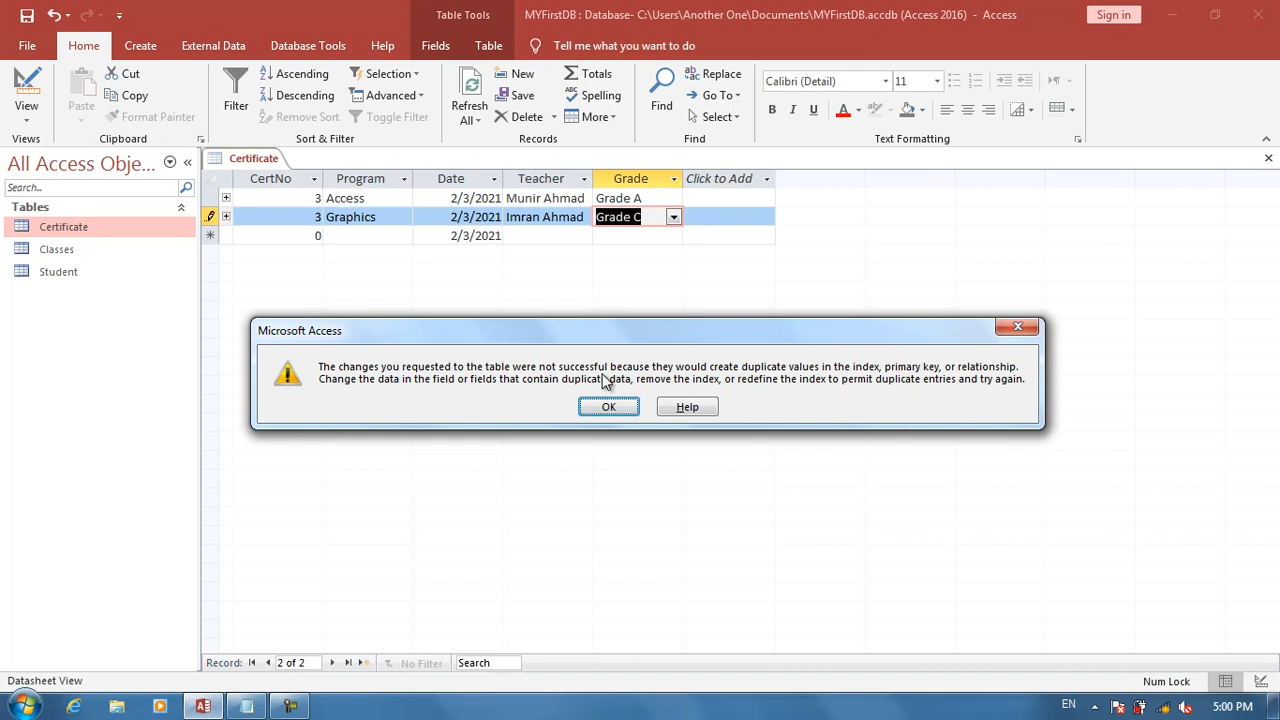 Table Tools
MYFirstDB : Database- C:\Users\Another One\Documents\MYFirstDB.accdb (Access 2016) - Access
Sign in
File
Home
Create
External Data
Database Tools
Help
Fields
Table
Tell me what you want to do
View
Views
Paste
Cut
Copy
Format Painter
Clipboard
Filter
Ascending
Descending
Remove Sort
Selection
Advanced
Toggle Filter
Sort & Filter
Refresh
All
New
Save
Delete
Totals
Spelling
More
Records
Find
Replace
Go To
Select
Find
Calibri (Detail)
11
B I U
A
Text Formatting
All Access Obje...
Search...
Tables
Certificate
Classes
Student
Certificate
CertNo Program Date Teacher Grade Click to Add
3 Access 2/3/2021 Munir Ahmad Grade A
3 Graphics 2/3/2021 Imran Ahmad Grade C
0 2/3/2021
Microsoft Access
The changes you requested to the table were not successful because they would create duplicate values in the index, primary key, or relationship.
Change the data in the field or fields that contain duplicate data, remove the index, or redefine the index to permit duplicate entries and try again.
OK
Help
Record: 2 of 2 No Filter Search
Datasheet View
Num Lock
EN
5:00 PM